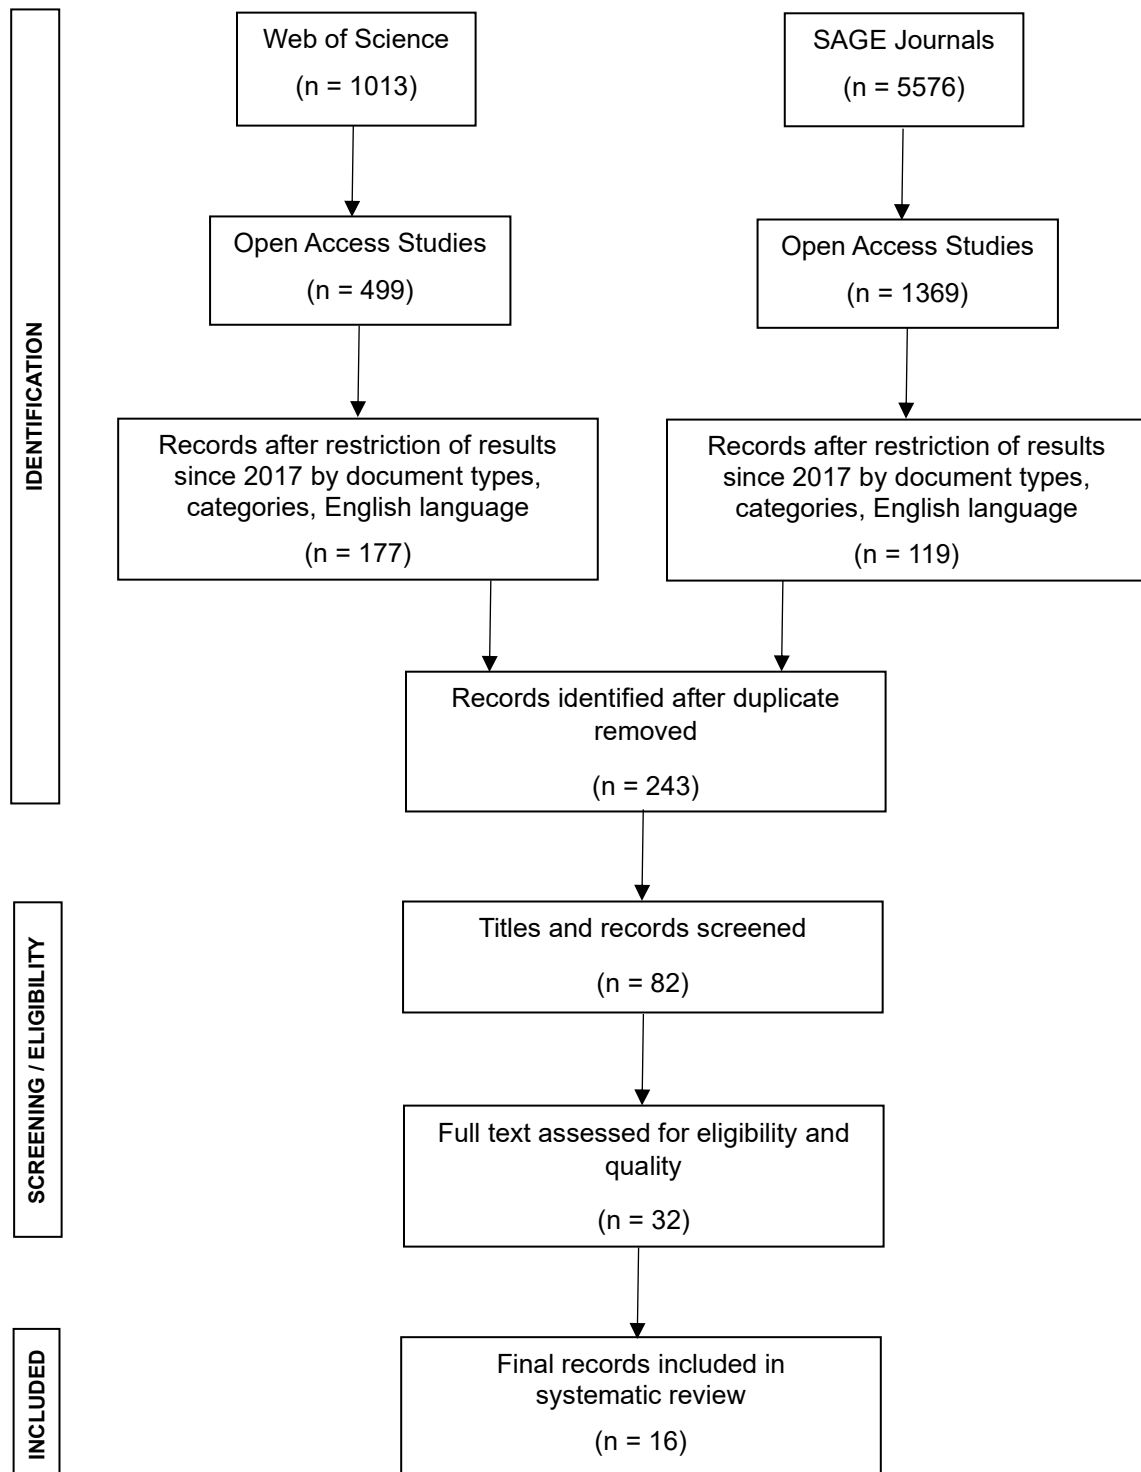 IDENTIFICATION
Web of Science
(n = 1013)
SAGE Journals
(n = 5576)
Open Access Studies
(n = 499)
Open Access Studies
(n = 1369)
Records after restriction of results
since 2017 by document types,
categories, English language
(n = 177)
Records after restriction of results
since 2017 by document types,
categories, English language
(n = 119)
Records identified after duplicate
removed
(n = 243)
SCREENING / ELIGIBILITY
Titles and records screened
(n = 82)
Full text assessed for eligibility and
quality
(n = 32)
INCLUDED
Final records included in
systematic review
(n = 16)